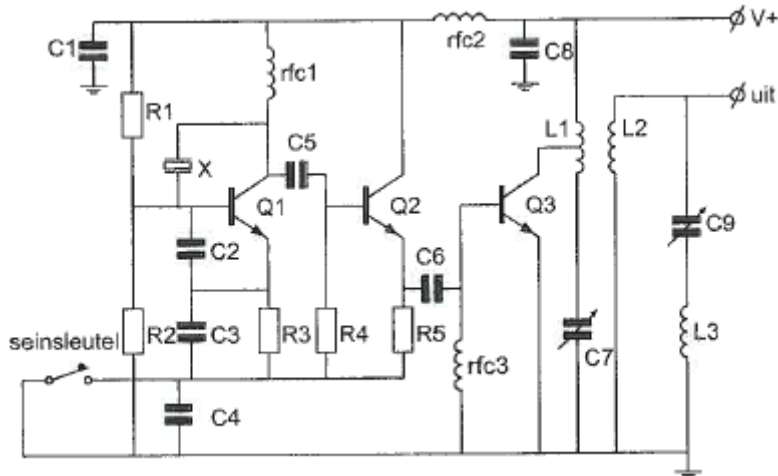 C1
rfc1
rfc2
C8
V+
R1
X
C5
L1
L2
uit
Q1
Q2
Q3
C9
C2
C6
R2
C3
R3
R4
R5
rfc3
C7
L3
seinsleutel
C4